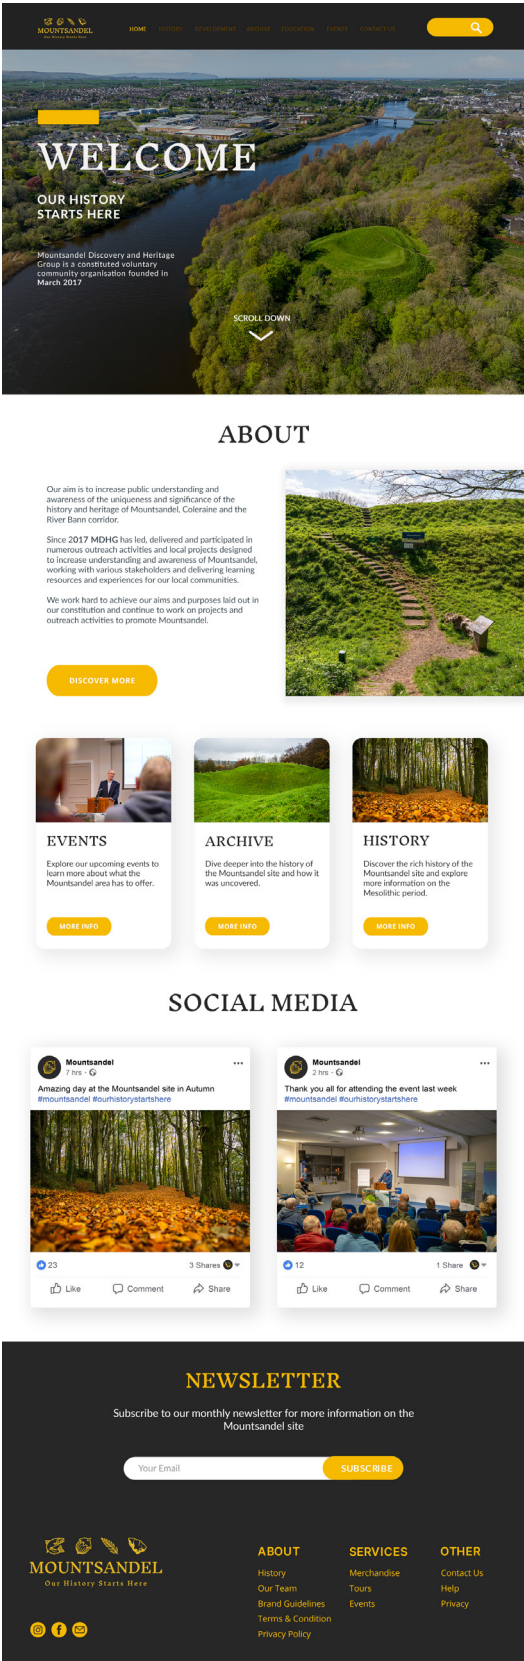 MOUNTSANDEL
Our History Starts Here
HOME HISTORY DEVELOPMENT ARCHIVE EDUCATION EVENTS CONTACT US
WELCOME
OUR HISTORY
STARTS HERE
Mountsandel Discovery and Heritage
Group is a constituted voluntary
community organisation founded in
March 2017
SCROLL DOWN
ABOUT
Our aim is to increase public understanding and
awareness of the uniqueness and significance of the
history and heritage of Mountsandel, Coleraine and the
River Bann corridor.
Since 2017 MDHG has led, delivered and participated in
numerous outreach activities and local projects designed
to increase understanding and awareness of Mountsandel,
working with various stakeholders and delivering learning
resources and experiences for our local communities.
We work hard to achieve our aims and purposes laid out in
our constitution and continue to work on projects and
outreach activities to promote Mountsandel.
DISCOVER MORE
EVENTS
Explore our upcoming events to
learn more about what the
Mountsandel area has to offer.
MORE INFO
ARCHIVE
Dive deeper into the history of
the Mountsandel site and how it
was uncovered.
MORE INFO
HISTORY
Discover the rich history of the
Mountsandel site and explore
more information on the
Mesolithic period.
MORE INFO
SOCIAL MEDIA
Mountsandel
7 hrs
Amazing day at the Mountsandel site in Autumn
#mountsandel #ourhistorystartshere
23
3 Shares
Like Comment Share
Mountsandel
2 hrs
Thank you all for attending the event last week
#mountsandel #ourhistorystartshere
12
1 Share
Like Comment Share
NEWSLETTER
Subscribe to our monthly newsletter for more information on the
Mountsandel site
Your Email
SUBSCRIBE
MOUNTSANDEL
Our History Starts Here
ABOUT
History
Our Team
Brand Guidelines
Terms & Condition
Privacy Policy
SERVICES
Merchandise
Tours
Events
OTHER
Contact Us
Help
Privacy